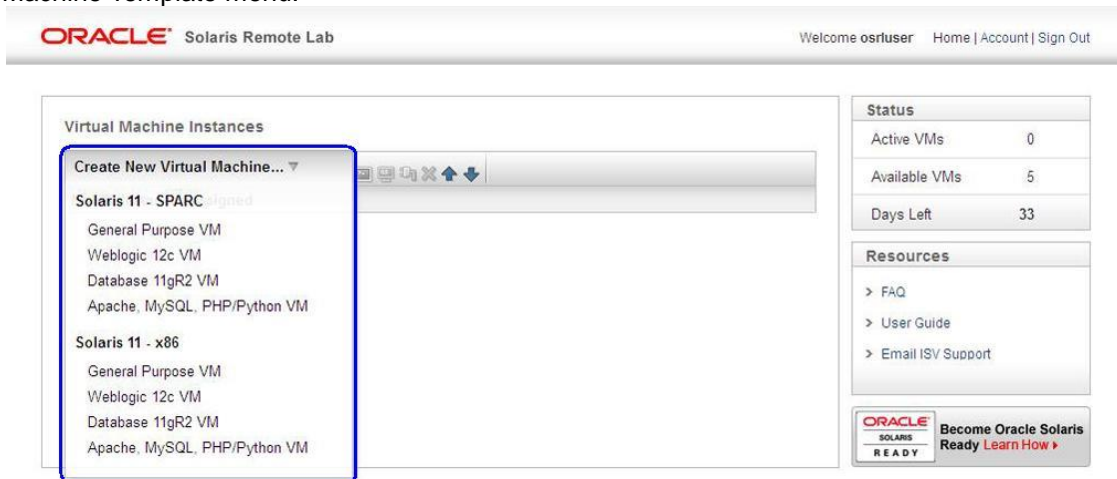 Machine Template menu.
ORACLE Solaris Remote Lab
Welcome osrluser Home | Account | Sign Out
Virtual Machine Instances
Create New Virtual Machine...
Solaris 11 - SPARC
General Purpose VM
Weblogic 12c VM
Database 11gR2 VM
Apache, MySQL, PHP/Python VM
Solaris 11 - x86
General Purpose VM
Weblogic 12c VM
Database 11gR2 VM
Apache, MySQL, PHP/Python VM
Status
Active VMs 0
Available VMs 5
Days Left 33
Resources
> FAQ
> User Guide
> Email ISV Support
ORACLE
SOLARIS
READY
Become Oracle Solaris
Ready Learn How